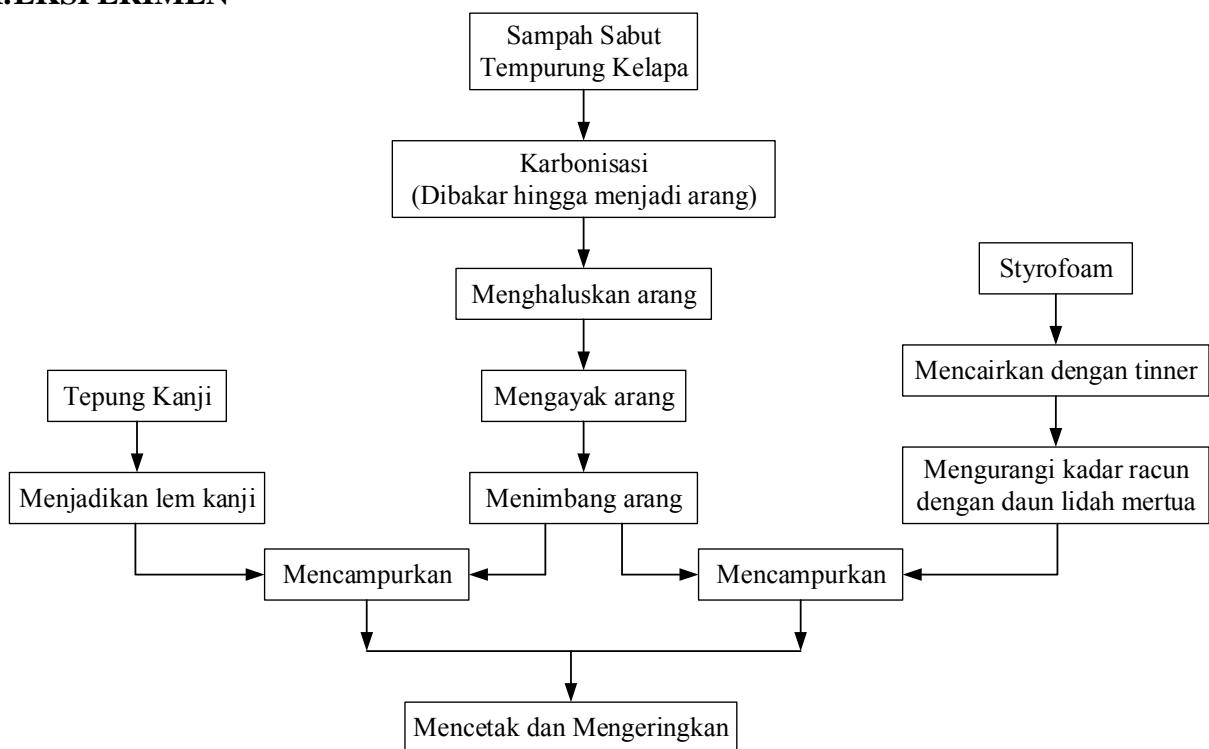 Sampah Sabut
Tempurung Kelapa
Karbonisasi
(Dibakar hingga menjadi arang)
Menghaluskan arang
Styrofoam
Mengayak arang
Mencairkan dengan tinner
Tepung Kanji
Menimbang arang
Mengurangi kadar racun
dengan daun lidah mertua
Menjadikan lem kanji
Mencampurkan
Mencampurkan
Mencetak dan Mengeringkan